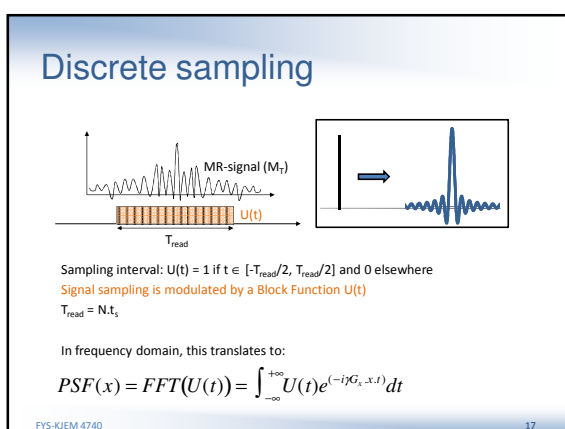 Discrete sampling
MR-signal (M_T)
U(t)
T_read
Sampling interval: U(t) = 1 if t ∈ [-T_read/2, T_read/2] and 0 elsewhere
Signal sampling is modulated by a Block Function U(t)
T_read = N.t_s
In frequency domain, this translates to:
PSF(x) = FFT(U(t)) = ∫_{-∞}^{+∞} U(t)e^{(-iγG_x.x.t)}dt
FYS-KJEM 4740
17